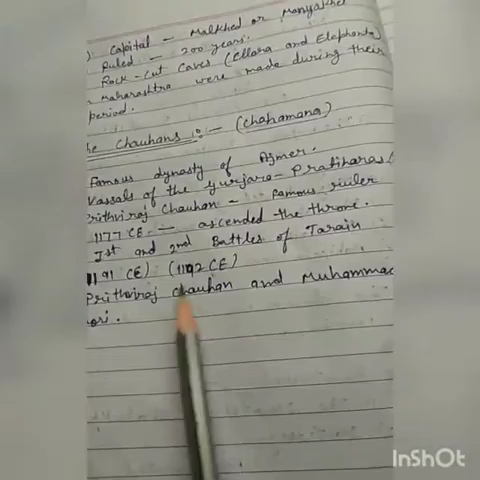 Capital - Malkhed or Manyakhet
Ruled - 200 years.
Rock-cut caves (Ellora and Elephanta)
Maharashtra were made during their
period.
he Chauhans :- (Chahamana)
Famous dynasty of Ajmer.
Vassals of the Gurjara-Pratiharas
Prithviraj Chauhan - famous ruler
1177 CE - ascended the throne.
Ist and 2nd Battles of Tarain
1191 CE) (1192 CE)
Prithviraj Chauhan and Muhammad
ori.
InShOt